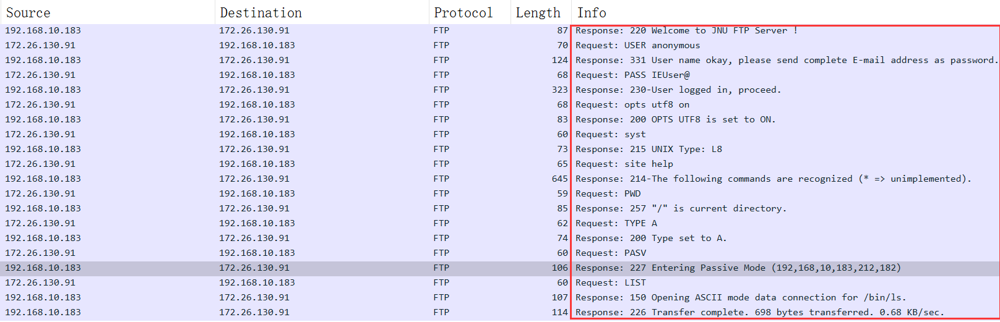 Source Destination Protocol Length Info
192.168.10.183 172.26.130.91 FTP 87 Response: 220 Welcome to JNU FTP Server !
172.26.130.91 192.168.10.183 FTP 70 Request: USER anonymous
192.168.10.183 172.26.130.91 FTP 124 Response: 331 User name okay, please send complete E-mail address as password.
172.26.130.91 192.168.10.183 FTP 68 Request: PASS IEUser@
192.168.10.183 172.26.130.91 FTP 323 Response: 230-User logged in, proceed.
172.26.130.91 192.168.10.183 FTP 68 Request: opts utf8 on
192.168.10.183 172.26.130.91 FTP 83 Response: 200 OPTS UTF8 is set to ON.
172.26.130.91 192.168.10.183 FTP 60 Request: syst
192.168.10.183 172.26.130.91 FTP 73 Response: 215 UNIX Type: L8
172.26.130.91 192.168.10.183 FTP 65 Request: site help
192.168.10.183 172.26.130.91 FTP 645 Response: 214-The following commands are recognized (* => unimplemented).
172.26.130.91 192.168.10.183 FTP 59 Request: PWD
192.168.10.183 172.26.130.91 FTP 85 Response: 257 "/" is current directory.
172.26.130.91 192.168.10.183 FTP 62 Request: TYPE A
192.168.10.183 172.26.130.91 FTP 74 Response: 200 Type set to A.
172.26.130.91 192.168.10.183 FTP 60 Request: PASV
192.168.10.183 172.26.130.91 FTP 106 Response: 227 Entering Passive Mode (192,168,10,183,212,182)
172.26.130.91 192.168.10.183 FTP 60 Request: LIST
192.168.10.183 172.26.130.91 FTP 107 Response: 150 Opening ASCII mode data connection for /bin/ls.
192.168.10.183 172.26.130.91 FTP 114 Response: 226 Transfer complete. 698 bytes transferred. 0.68 KB/sec.